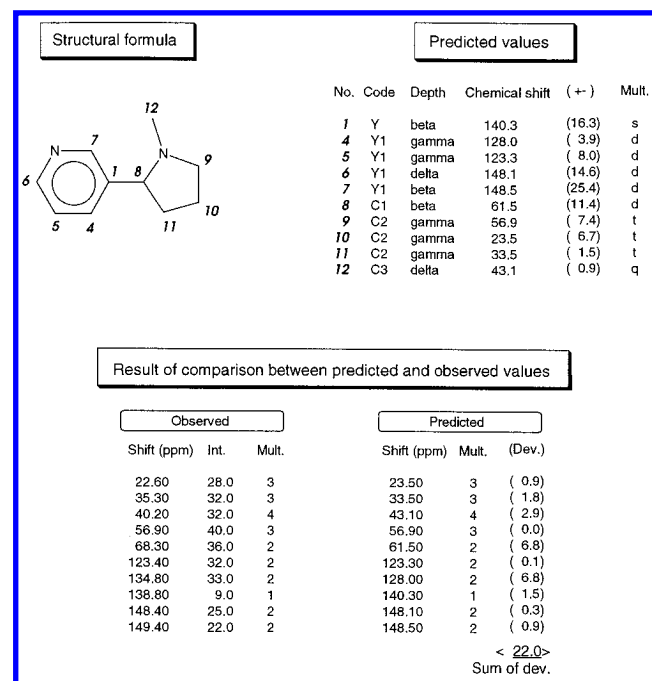 Structural formula
Predicted values
12
7
N
N
9
6
1
8
10
5
4
11
No. Code Depth Chemical shift ( +- ) Mult.
1 Y beta 140.3 (16.3) s
4 Y1 gamma 128.0 ( 3.9) d
5 Y1 gamma 123.3 ( 8.0) d
6 Y1 delta 148.1 (14.6) d
7 Y1 beta 148.5 (25.4) d
8 C1 beta 61.5 (11.4) d
9 C2 gamma 56.9 ( 7.4) t
10 C2 gamma 23.5 ( 6.7) t
11 C2 gamma 33.5 ( 1.5) t
12 C3 delta 43.1 ( 0.9) q
Result of comparison between predicted and observed values
Observed Predicted
Shift (ppm) Int. Mult. Shift (ppm) Mult. (Dev.)
22.60 28.0 3 23.50 3 ( 0.9)
35.30 32.0 3 33.50 3 ( 1.8)
40.20 32.0 4 43.10 4 ( 2.9)
56.90 40.0 3 56.90 3 ( 0.0)
68.30 36.0 2 61.50 2 ( 6.8)
123.40 32.0 2 123.30 2 ( 0.1)
134.80 33.0 2 128.00 2 ( 6.8)
138.80 9.0 1 140.30 1 ( 1.5)
148.40 25.0 2 148.10 2 ( 0.3)
149.40 22.0 2 148.50 2 ( 0.9)
< 22.0>
Sum of dev.